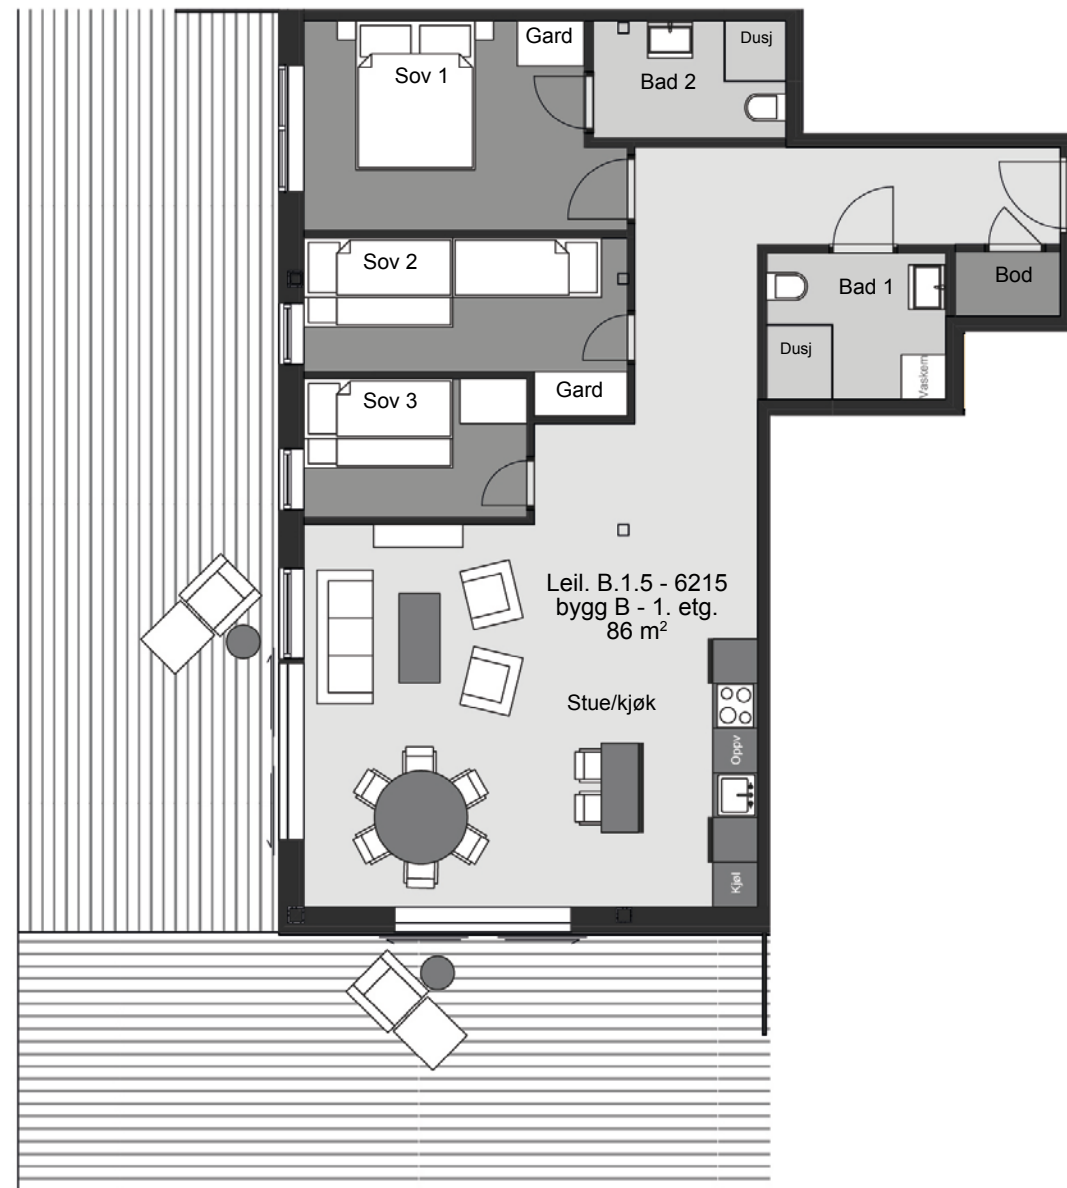 Gard
Dusj
Sov 1
Bad 2
Sov 2
Bad 1
Bod
Dusj
Vaskem
Gard
Sov 3
Leil. B.1.5 - 6215
bygg B - 1. etg.
86 m²
Stue/kjøk
Oppv
Kjøl